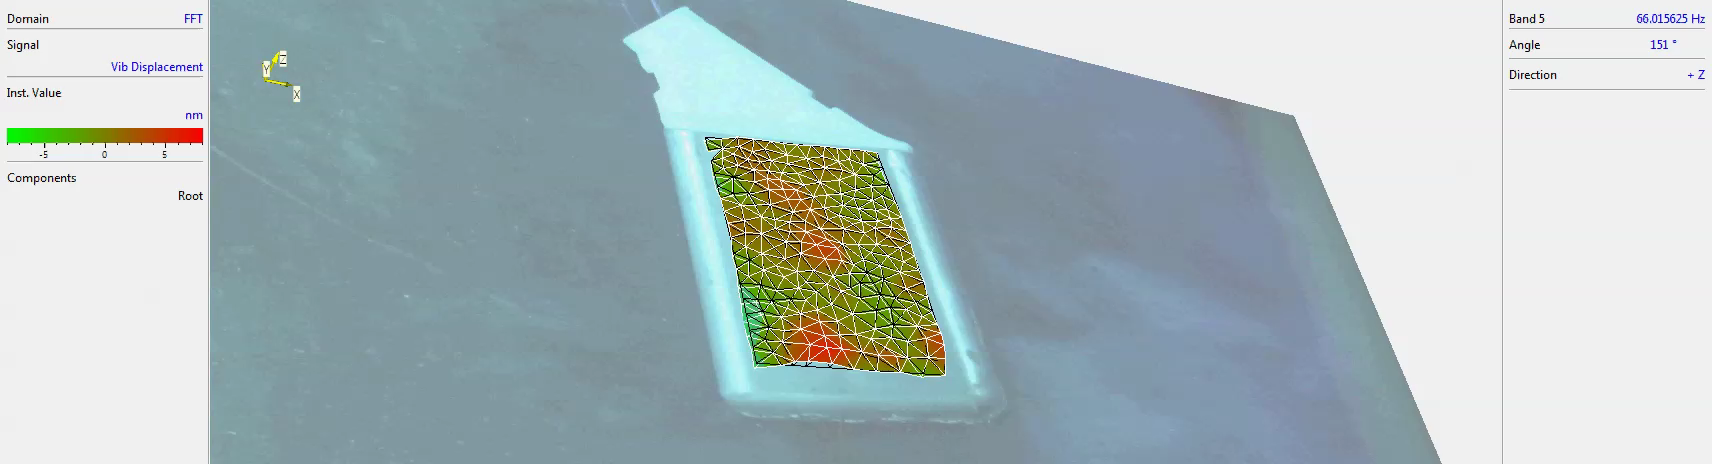 Domain FFT
Signal
Vib Displacement
Inst. Value
nm
-5 0 5
Components
Root
Y Z
X
Band 5 66.015625 Hz
Angle 151 °
Direction + Z